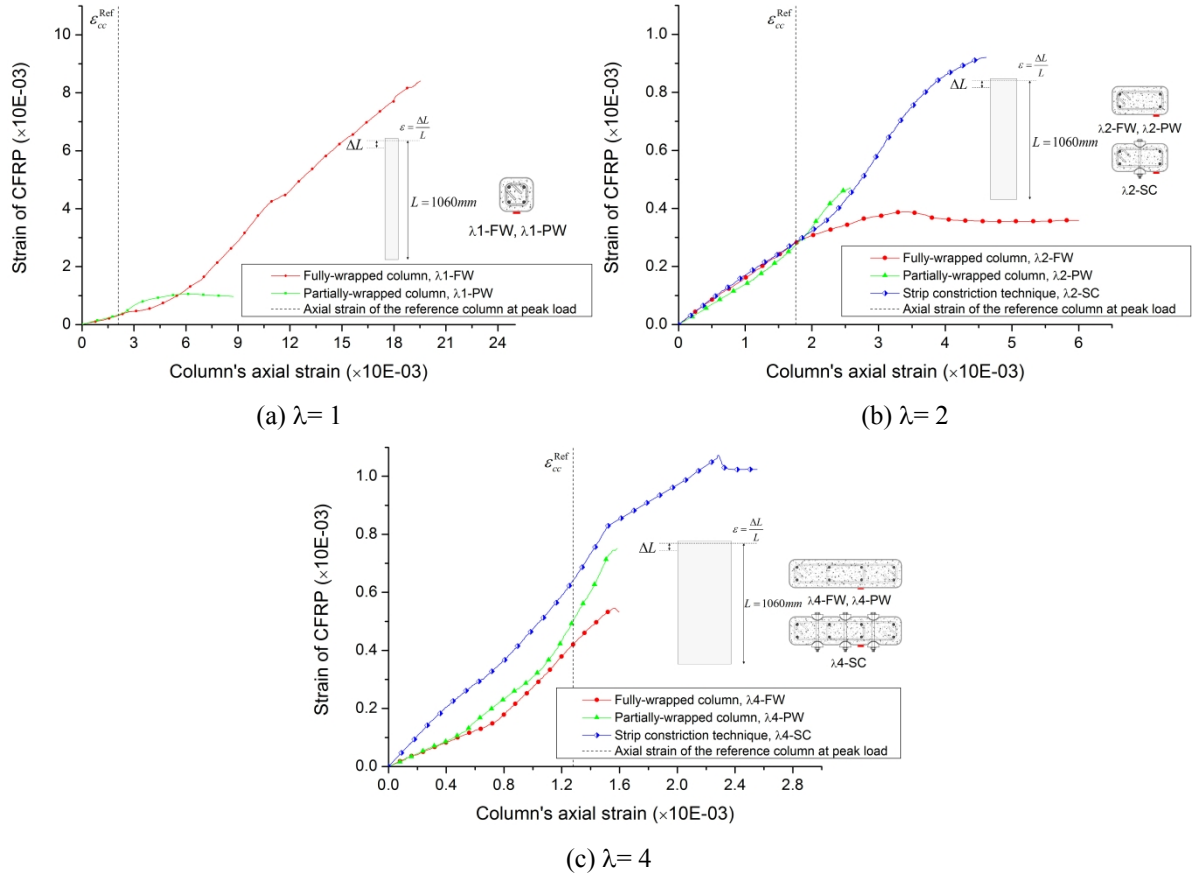 ε_cc^Ref
10
8
6
4
2
0
Strain of CFRP (×10E-03)
ε = ΔL/L
ΔL
L = 1060mm
λ1-FW, λ1-PW
Fully-wrapped column, λ1-FW
Partially-wrapped column, λ1-PW
Axial strain of the reference column at peak load
0 3 6 9 12 15 18 21 24
Column's axial strain (×10E-03)
(a) λ= 1
ε_cc^Ref
1.0
0.8
0.6
0.4
0.2
0.0
Strain of CFRP (×10E-03)
ε = ΔL/L
ΔL
L = 1060mm
λ2-FW, λ2-PW
λ2-SC
Fully-wrapped column, λ2-FW
Partially-wrapped column, λ2-PW
Strip constriction technique, λ2-SC
Axial strain of the reference column at peak load
0 1 2 3 4 5 6
Column's axial strain (×10E-03)
(b) λ= 2
ε_cc^Ref
1.0
0.8
0.6
0.4
0.2
0.0
Strain of CFRP (×10E-03)
ε = ΔL/L
ΔL
L = 1060mm
λ4-FW, λ4-PW
λ4-SC
Fully-wrapped column, λ4-FW
Partially-wrapped column, λ4-PW
Strip constriction technique, λ4-SC
Axial strain of the reference column at peak load
0.0 0.4 0.8 1.2 1.6 2.0 2.4 2.8
Column's axial strain (×10E-03)
(c) λ= 4